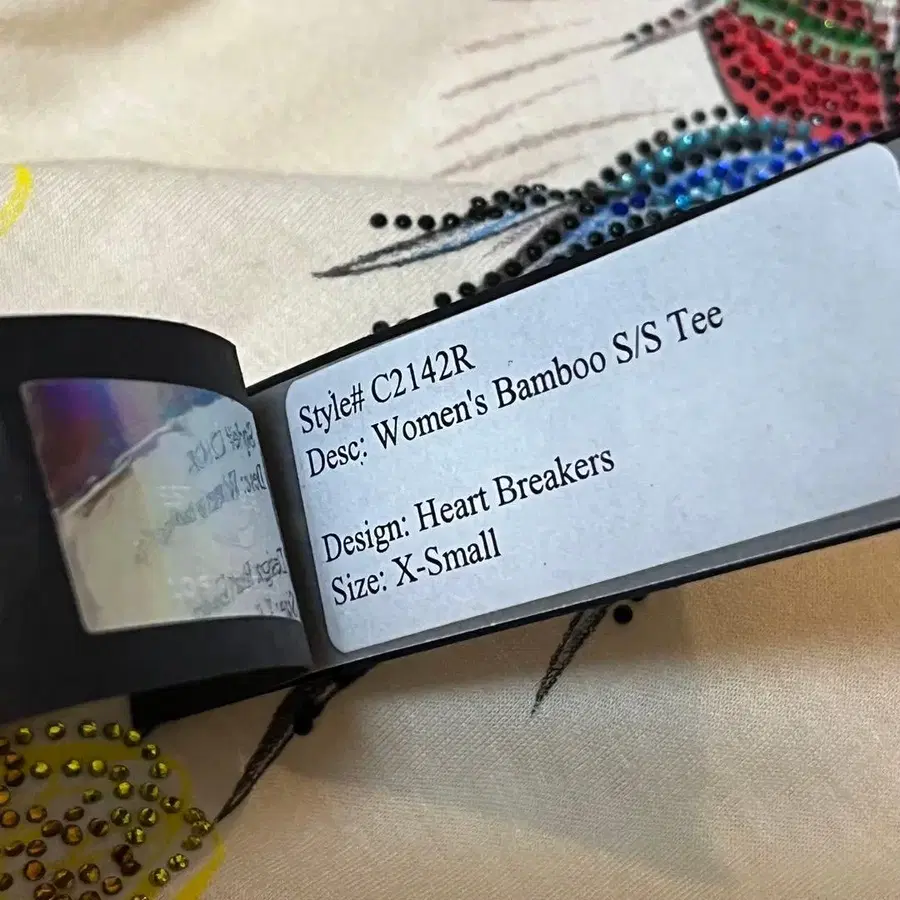 Style# C2142R
Desc: Women's Bamboo S/S Tee
Design: Heart Breakers
Size: X-Small